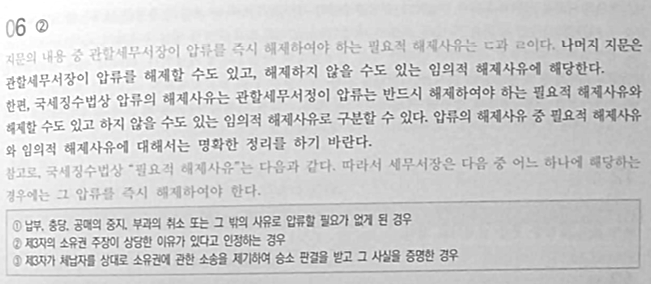 06 ②
지문의 내용 중 관할세무서장이 압류를 즉시 해제하여야 하는 필요적 해제사유는 ㄷ과 ㄹ이다. 나머지 지문은
관할세무서장이 압류를 해제할 수도 있고, 해제하지 않을 수도 있는 임의적 해제사유에 해당한다.
한편, 국세징수법상 압류의 해제사유는 관할세무서정이 압류는 반드시 해제하여야 하는 필요적 해제사유와
해제할 수도 있고 하지 않을 수도 있는 임의적 해제사유로 구분할 수 있다. 압류의 해제사유 중 필요적 해제사유
와 임의적 해제사유에 대해서는 명확한 정리를 하기 바란다.
참고로, 국세징수법상 "필요적 해제사유"는 다음과 같다. 따라서 세무서장은 다음 중 어느 하나에 해당하는
경우에는 그 압류를 즉시 해제하여야 한다.
① 납부, 충당, 공매의 중지, 부과의 취소 또는 그 밖의 사유로 압류할 필요가 없게 된 경우
② 제3자의 소유권 주장이 상당한 이유가 있다고 인정하는 경우
③ 제3자가 체납자를 상대로 소유권에 관한 소송을 제기하여 승소 판결을 받고 그 사실을 증명한 경우